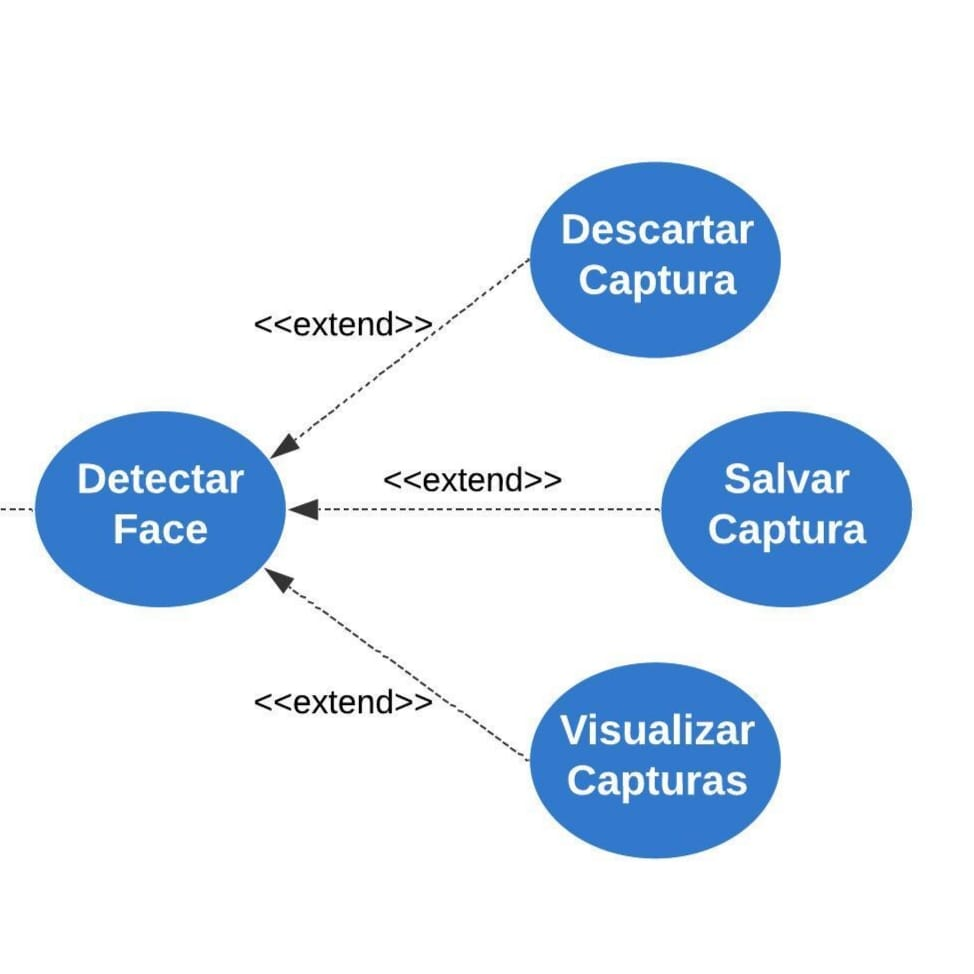 Descartar
Captura
<<extend>>
Detectar
Face
<<extend>>
Salvar
Captura
<<extend>>
Visualizar
Capturas